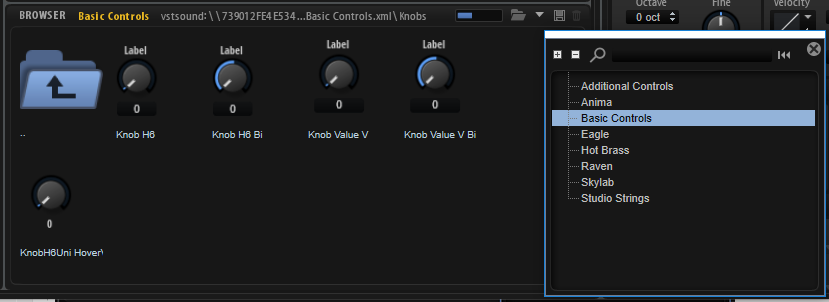 BROWSER Basic Controls vstsound:\\739012FE4E534...Basic Controls.xml\Knobs
Octave Fine Velocity
0 oct
Label Label Label Label
0 0 0 0
.. Knob H6 Knob H6 Bi Knob Value V Knob Value V Bi
0
KnobH6Uni Hover
Additional Controls
Anima
Basic Controls
Eagle
Hot Brass
Raven
Skylab
Studio Strings